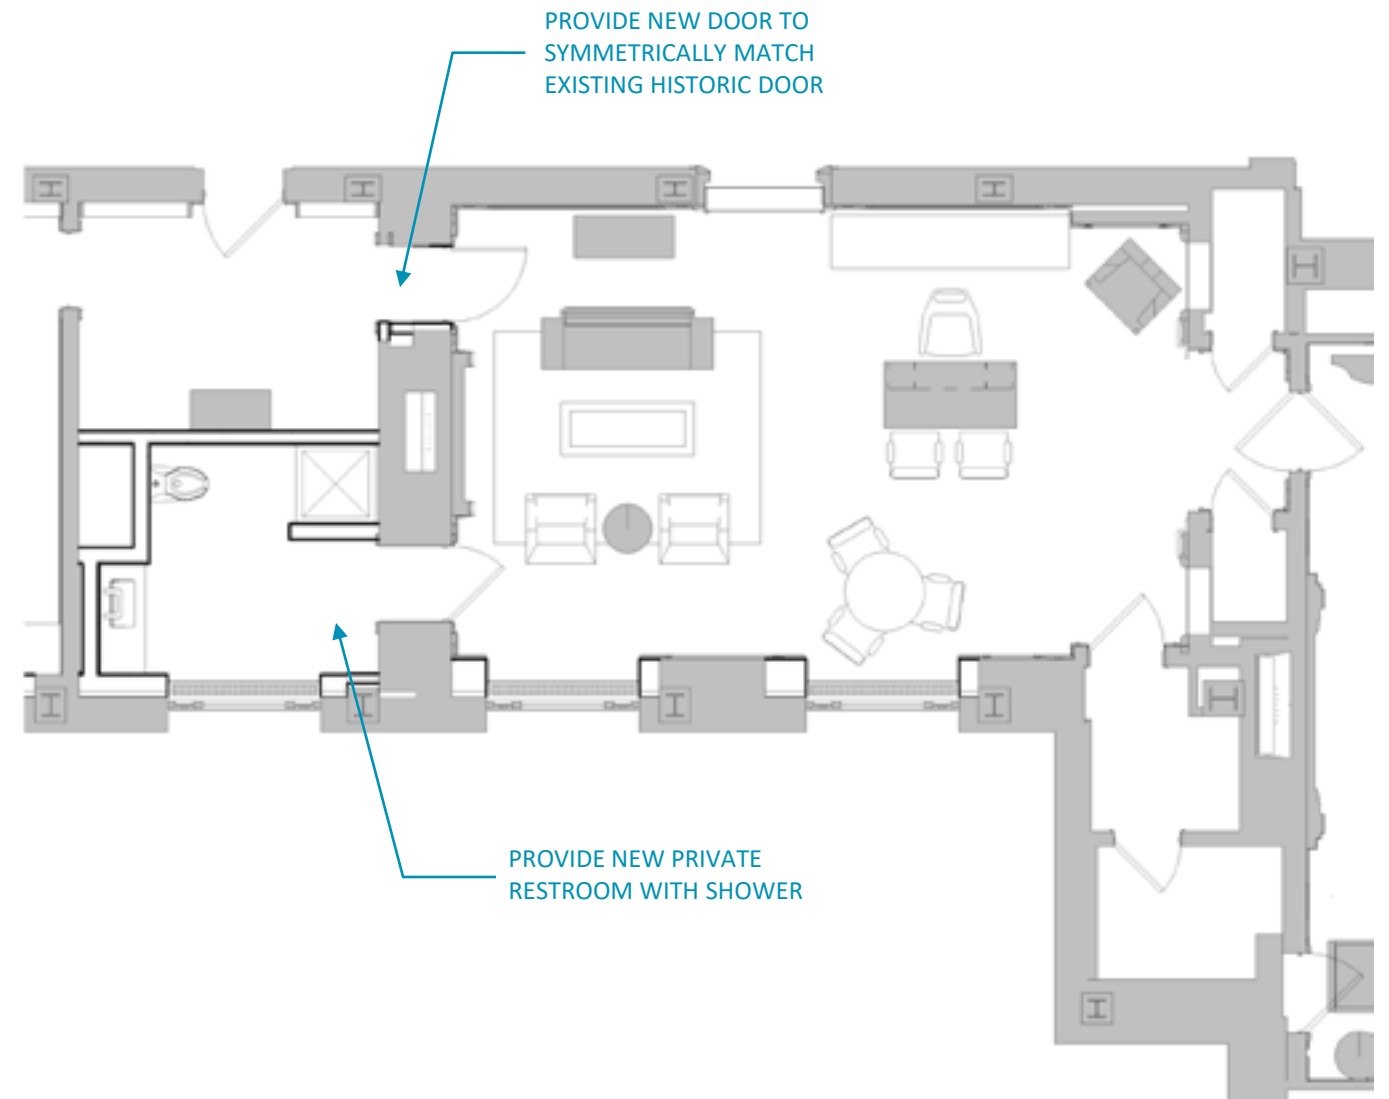 PROVIDE NEW DOOR TO
SYMMETRICALLY MATCH
EXISTING HISTORIC DOOR
PROVIDE NEW PRIVATE
RESTROOM WITH SHOWER